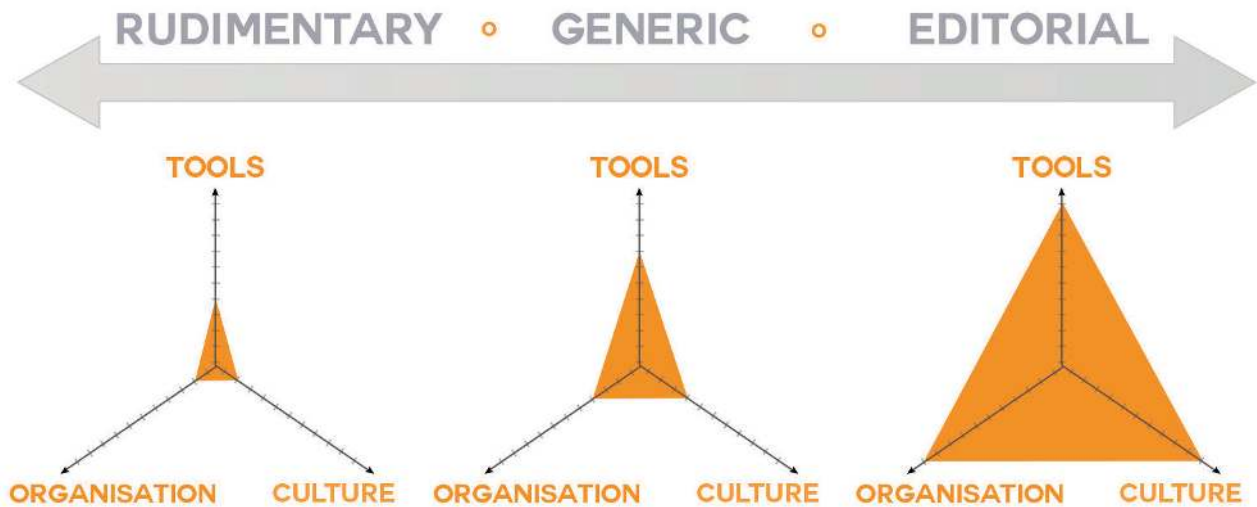 RUDIMENTARY GENERIC EDITORIAL
TOOLS TOOLS TOOLS
ORGANISATION CULTURE ORGANISATION CULTURE ORGANISATION CULTURE